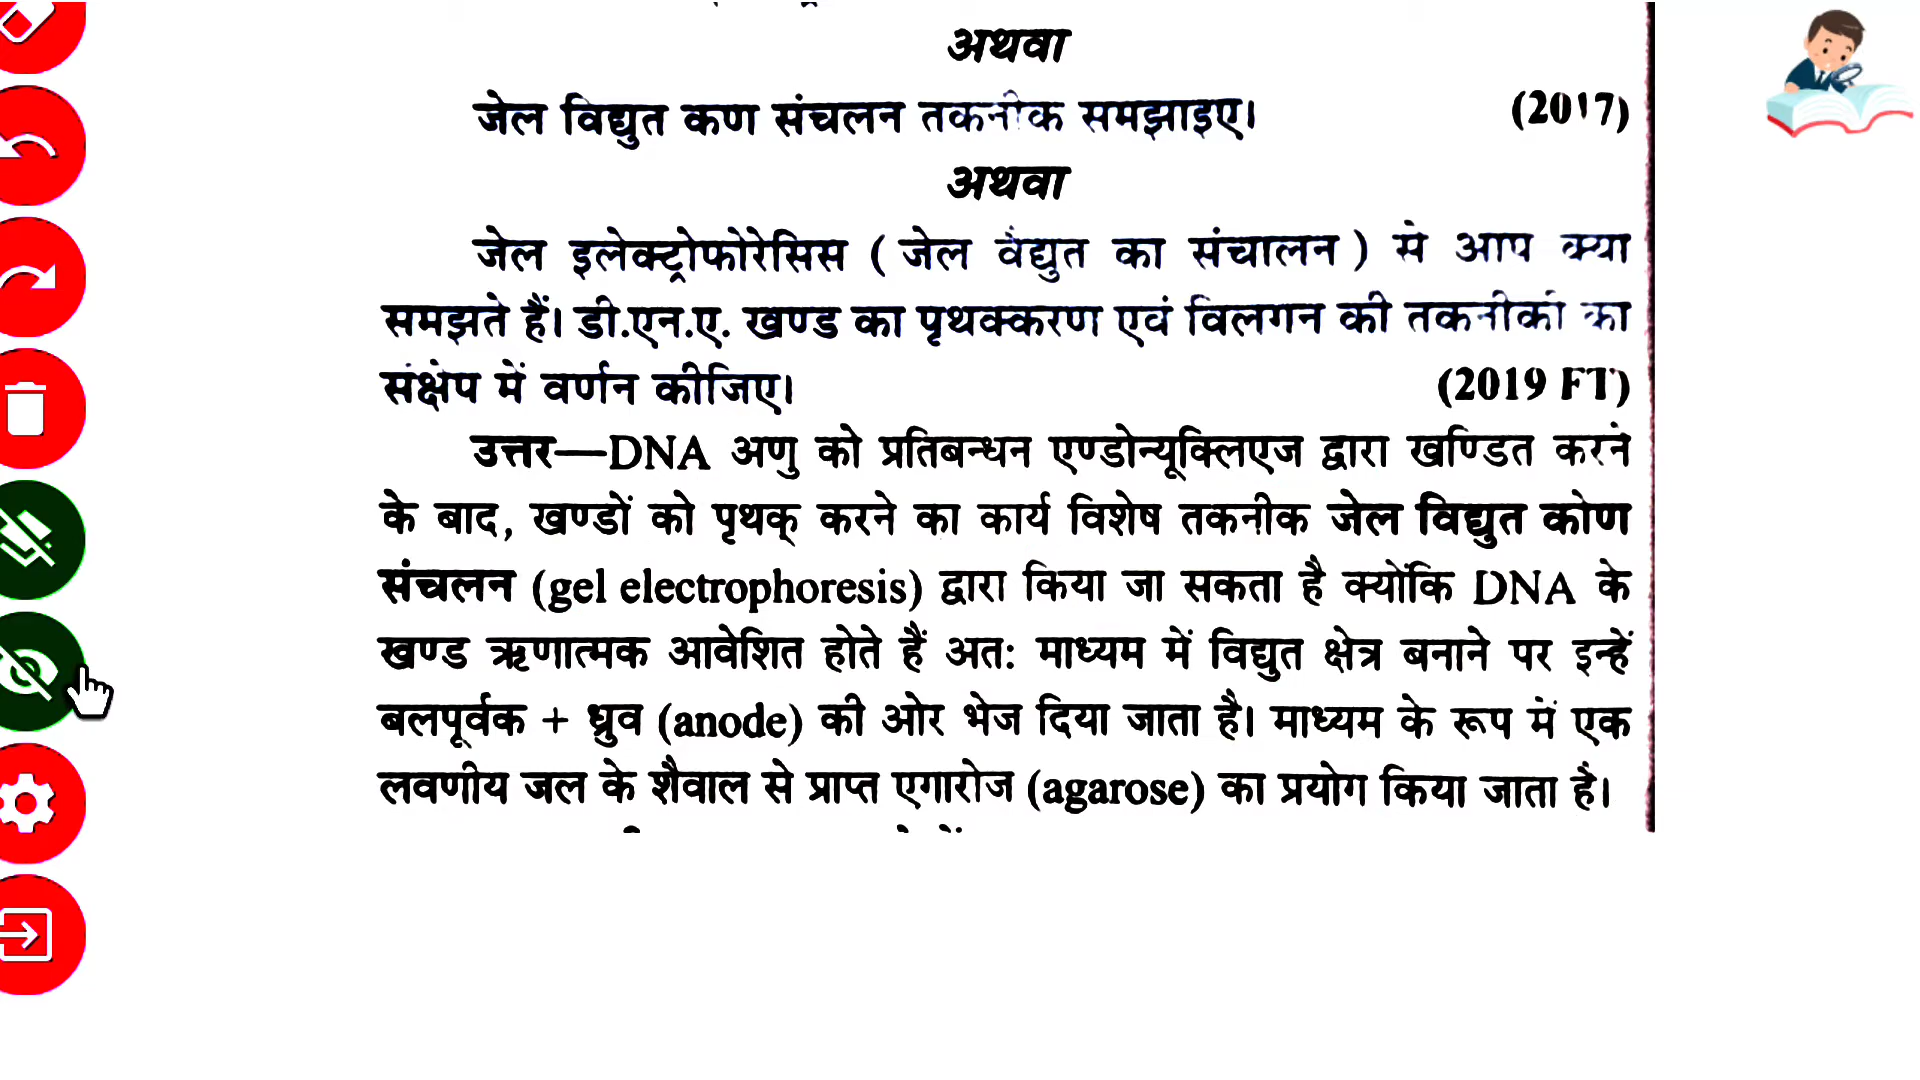 अथवा
जेल विद्युत कण संचलन तकनीक समझाइए। (2017)
अथवा
जेल इलेक्ट्रोफोरेसिस ( जेल वैद्युत का संचालन ) से आप क्या
समझते हैं। डी.एन.ए. खण्ड का पृथक्करण एवं विलगन की तकनीकों का
संक्षेप में वर्णन कीजिए। (2019 FT)
उत्तर—DNA अणु को प्रतिबन्धन एण्डोन्यूक्लिएज द्वारा खण्डित करने
के बाद, खण्डों को पृथक् करने का कार्य विशेष तकनीक जेल विद्युत कोण
संचलन (gel electrophoresis) द्वारा किया जा सकता है क्योंकि DNA के
खण्ड ऋणात्मक आवेशित होते हैं अत: माध्यम में विद्युत क्षेत्र बनाने पर इन्हें
बलपूर्वक + ध्रुव (anode) की ओर भेज दिया जाता है। माध्यम के रूप में एक
लवणीय जल के शैवाल से प्राप्त एगारोज (agarose) का प्रयोग किया जाता है।